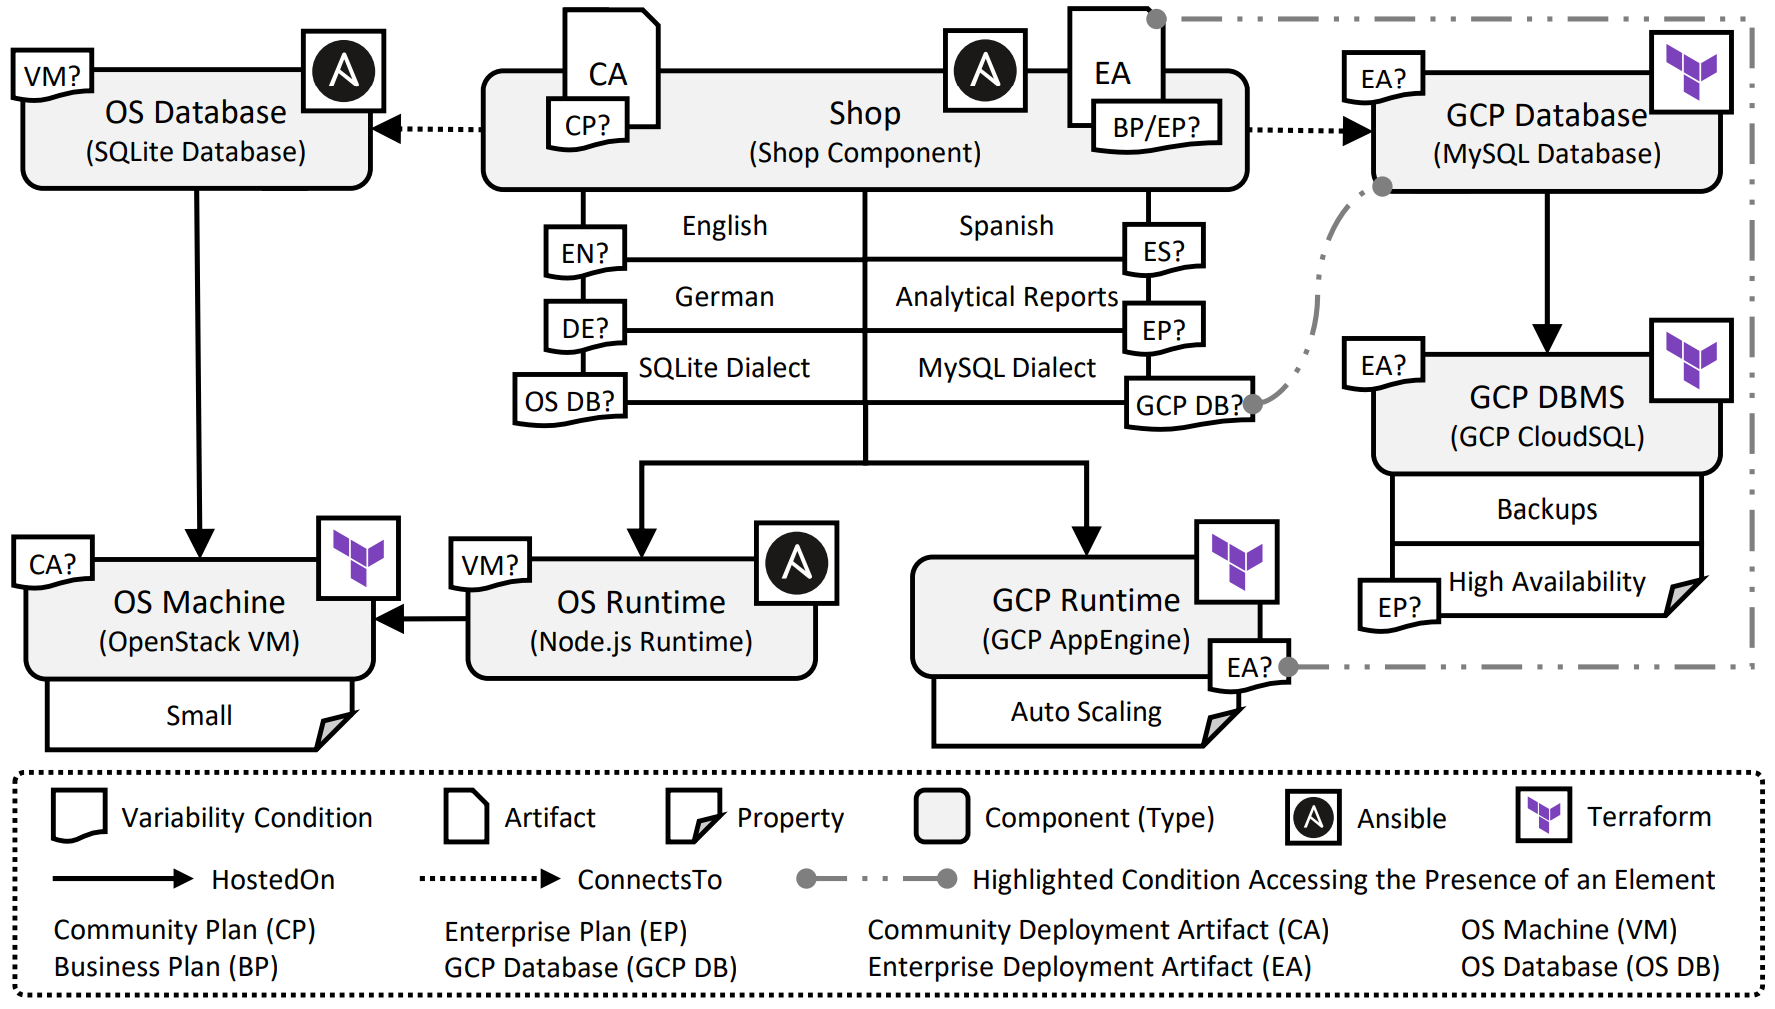 VM?
OS Database
(SQLite Database)
CA
CP?
Shop
(Shop Component)
EA
BP/EP?
EA?
GCP Database
(MySQL Database)
English
Spanish
EN?
ES?
German
Analytical Reports
DE?
EP?
SQLite Dialect
MySQL Dialect
OS DB?
GCP DB?
EA?
GCP DBMS
(GCP CloudSQL)
Backups
High Availability
EP?
CA?
OS Machine
(OpenStack VM)
Small
VM?
OS Runtime
(Node.js Runtime)
GCP Runtime
(GCP AppEngine)
EA?
Auto Scaling
Variability Condition
Artifact
Property
Component (Type)
Ansible
Terraform
HostedOn
ConnectsTo
Highlighted Condition Accessing the Presence of an Element
Community Plan (CP)
Enterprise Plan (EP)
Community Deployment Artifact (CA)
OS Machine (VM)
Business Plan (BP)
GCP Database (GCP DB)
Enterprise Deployment Artifact (EA)
OS Database (OS DB)